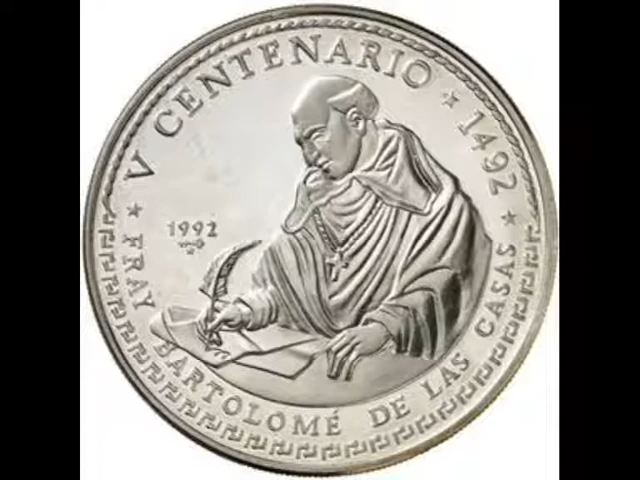 V CENTENARIO ★ 1492 ★
1992
FRAY BARTOLOMÉ DE LAS CASAS